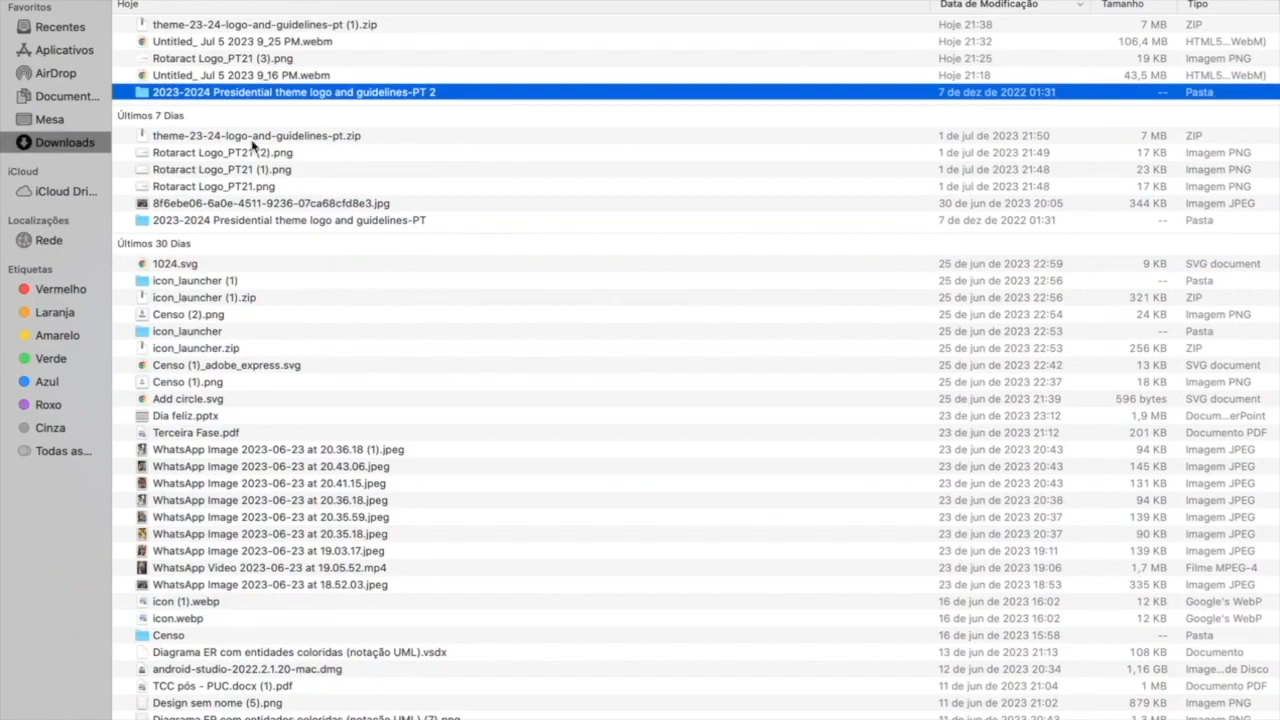 Favoritos
Recentes
Aplicativos
AirDrop
Document...
Mesa
Downloads
iCloud
iCloud Dri...
Localizações
Rede
Etiquetas
Vermelho
Laranja
Amarelo
Verde
Azul
Roxo
Cinza
Todas as...
Hoje Data de Modificação Tamanho Tipo
theme-23-24-logo-and-guidelines-pt (1).zip Hoje 21:38 7 MB ZIP
Untitled_ Jul 5 2023 9_25 PM.webm Hoje 21:32 106,4 MB HTML5...WebM)
Rotaract Logo_PT21 (3).png Hoje 21:25 19 KB Imagem PNG
Untitled_ Jul 5 2023 9_16 PM.webm Hoje 21:18 43,5 MB HTML5...WebM)
2023-2024 Presidential theme logo and guidelines-PT 2 7 de dez de 2022 01:31 -- Pasta
Últimos 7 Dias
theme-23-24-logo-and-guidelines-pt.zip 1 de jul de 2023 21:50 7 MB ZIP
Rotaract Logo_PT21 (2).png 1 de jul de 2023 21:49 17 KB Imagem PNG
Rotaract Logo_PT21 (1).png 1 de jul de 2023 21:48 23 KB Imagem PNG
Rotaract Logo_PT21.png 1 de jul de 2023 21:48 17 KB Imagem PNG
8f6ebe06-6a0e-4511-9236-07ca68cfd8e3.jpg 30 de jun de 2023 20:05 344 KB Imagem JPEG
2023-2024 Presidential theme logo and guidelines-PT 7 de dez de 2022 01:31 -- Pasta
Últimos 30 Dias
1024.svg 25 de jun de 2023 22:59 9 KB SVG document
icon_launcher (1) 25 de jun de 2023 22:56 -- Pasta
icon_launcher (1).zip 25 de jun de 2023 22:56 321 KB ZIP
Censo (2).png 25 de jun de 2023 22:54 24 KB Imagem PNG
icon_launcher 25 de jun de 2023 22:53 -- Pasta
icon_launcher.zip 25 de jun de 2023 22:53 256 KB ZIP
Censo (1)_adobe_express.svg 25 de jun de 2023 22:42 13 KB SVG document
Censo (1).png 25 de jun de 2023 22:37 18 KB Imagem PNG
Add circle.svg 25 de jun de 2023 21:39 596 bytes SVG document
Dia feliz.pptx 23 de jun de 2023 23:12 1,9 MB Docum...erPoint
Terceira Fase.pdf 23 de jun de 2023 21:12 201 KB Documento PDF
WhatsApp Image 2023-06-23 at 20.36.18 (1).jpeg 23 de jun de 2023 20:43 94 KB Imagem JPEG
WhatsApp Image 2023-06-23 at 20.43.06.jpeg 23 de jun de 2023 20:43 145 KB Imagem JPEG
WhatsApp Image 2023-06-23 at 20.41.15.jpeg 23 de jun de 2023 20:43 131 KB Imagem JPEG
WhatsApp Image 2023-06-23 at 20.36.18.jpeg 23 de jun de 2023 20:38 94 KB Imagem JPEG
WhatsApp Image 2023-06-23 at 20.35.59.jpeg 23 de jun de 2023 20:37 139 KB Imagem JPEG
WhatsApp Image 2023-06-23 at 20.35.18.jpeg 23 de jun de 2023 20:37 90 KB Imagem JPEG
WhatsApp Image 2023-06-23 at 19.03.17.jpeg 23 de jun de 2023 19:11 139 KB Imagem JPEG
WhatsApp Video 2023-06-23 at 19.05.52.mp4 23 de jun de 2023 19:06 1,7 MB Filme MPEG-4
WhatsApp Image 2023-06-23 at 18.52.03.jpeg 23 de jun de 2023 18:53 335 KB Imagem JPEG
icon (1).webp 16 de jun de 2023 16:02 12 KB Google's WebP
icon.webp 16 de jun de 2023 16:02 12 KB Google's WebP
Censo 16 de jun de 2023 15:58 -- Pasta
Diagrama ER com entidades coloridas (notação UML).vsdx 13 de jun de 2023 21:13 108 KB Documento
android-studio-2022.2.1.20-mac.dmg 12 de jun de 2023 20:34 1,16 GB Image...de Disco
TCC pós - PUC.docx (1).pdf 11 de jun de 2023 21:04 1 MB Documento PDF
Design sem nome (5).png 11 de jun de 2023 21:03 879 KB Imagem PNG
Diagrama ER com entidades coloridas (notação UML) (7).png 11 de jun de 2023 20:43 1,3 MB Imagem PNG